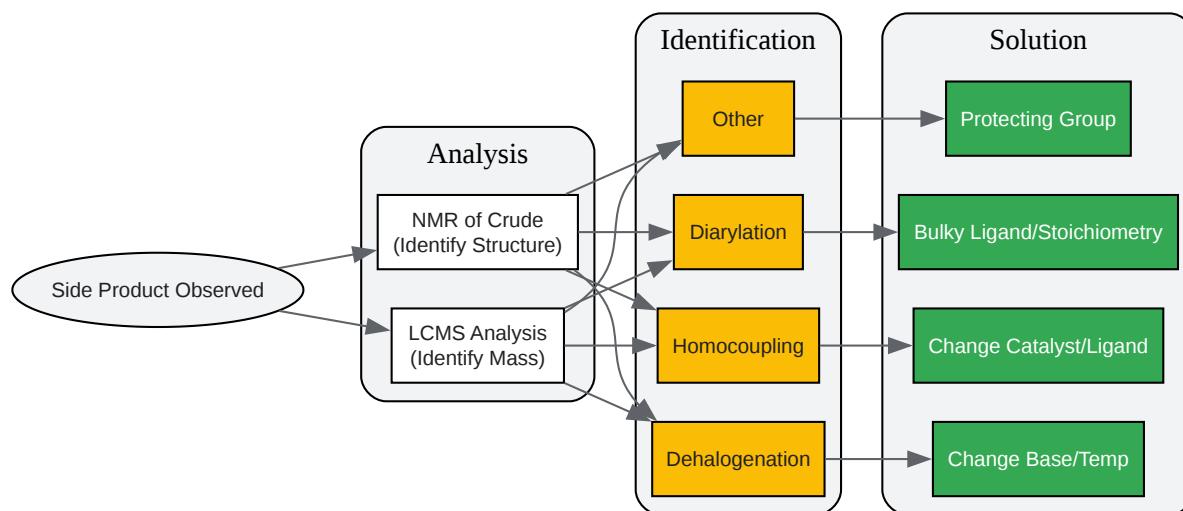 Side Product Observed
Analysis
NMR of Crude
(Identify Structure)
LCMS Analysis
(Identify Mass)
Identification
Other
Diarylation
Homocoupling
Dehalogenation
Solution
Protecting Group
Bulky Ligand/Stoichiometry
Change Catalyst/Ligand
Change Base/Temp